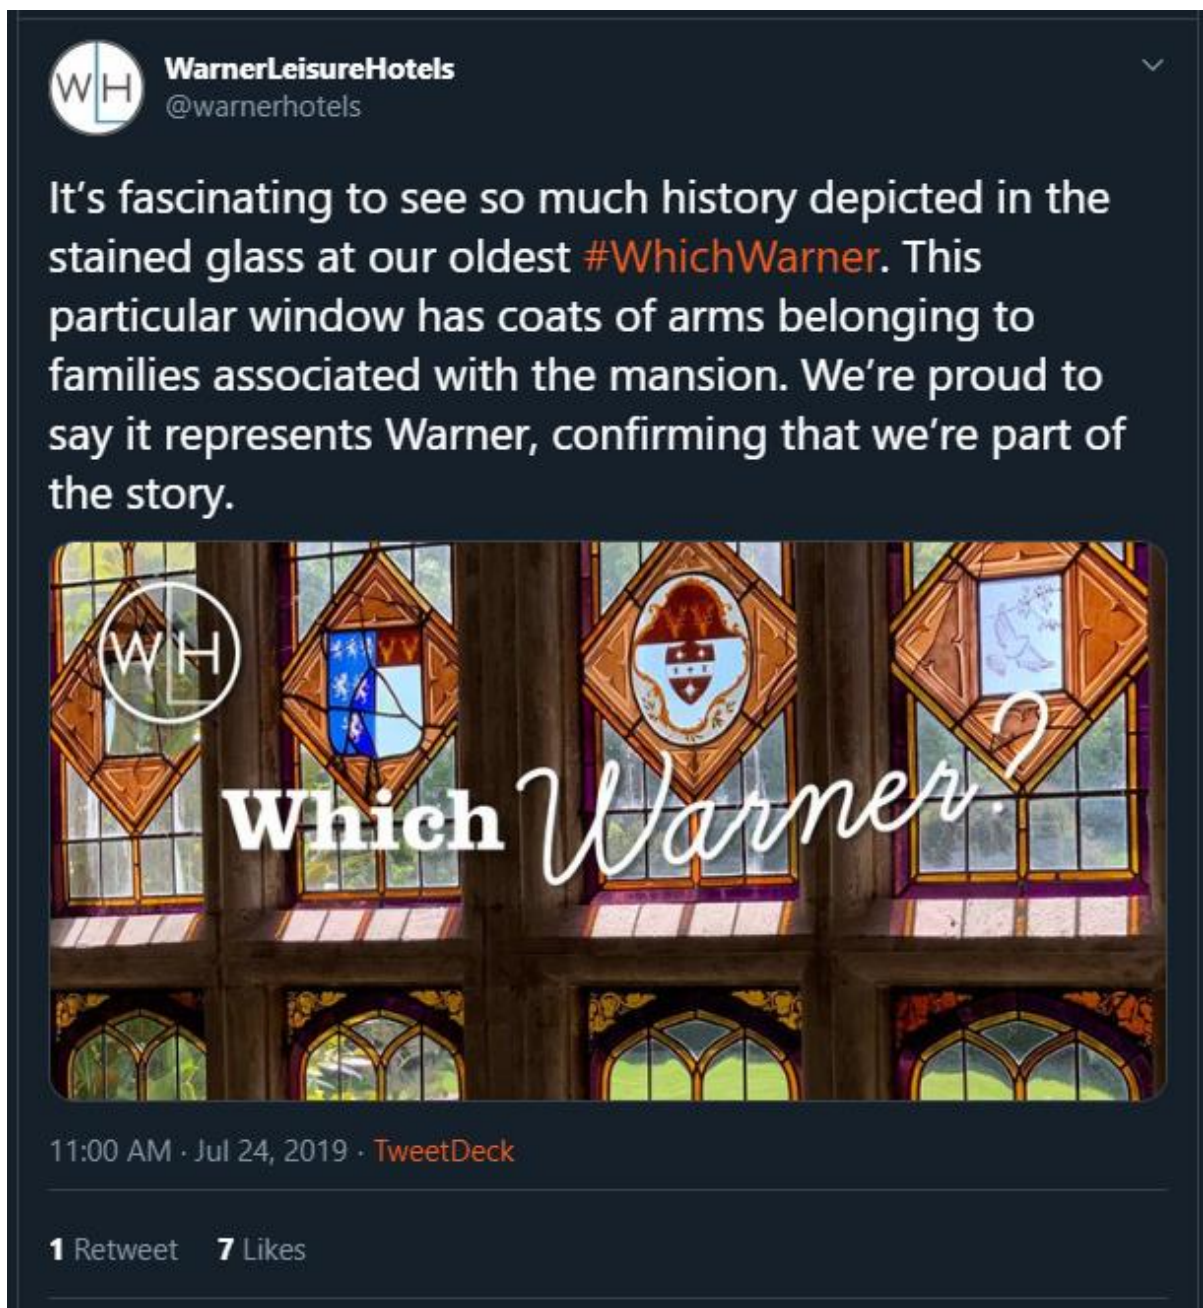 WLH
WarnerLeisureHotels
@warnerhotels
It's fascinating to see so much history depicted in the
stained glass at our oldest #WhichWarner. This
particular window has coats of arms belonging to
families associated with the mansion. We're proud to
say it represents Warner, confirming that we're part of
the story.
WLH
Which Warner?
11:00 AM · Jul 24, 2019 · TweetDeck
1 Retweet 7 Likes